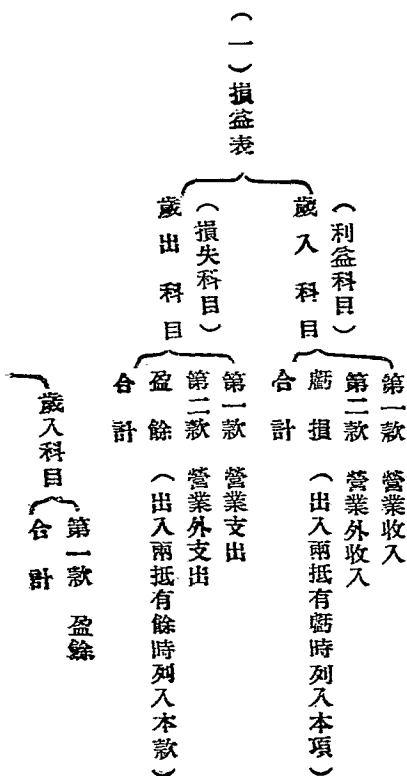 （一）損益表
（利益科目）
歲入科目
第一款　營業收入
第二款　營業外收入
虧損　（出入兩抵有虧時列入本項）
合計
（損失科目）
歲出科目
第一款　營業支出
第二款　營業外支出
盈餘　（出入兩抵有餘時列入本款）
合計
歲入科目
第一款　盈餘
合計